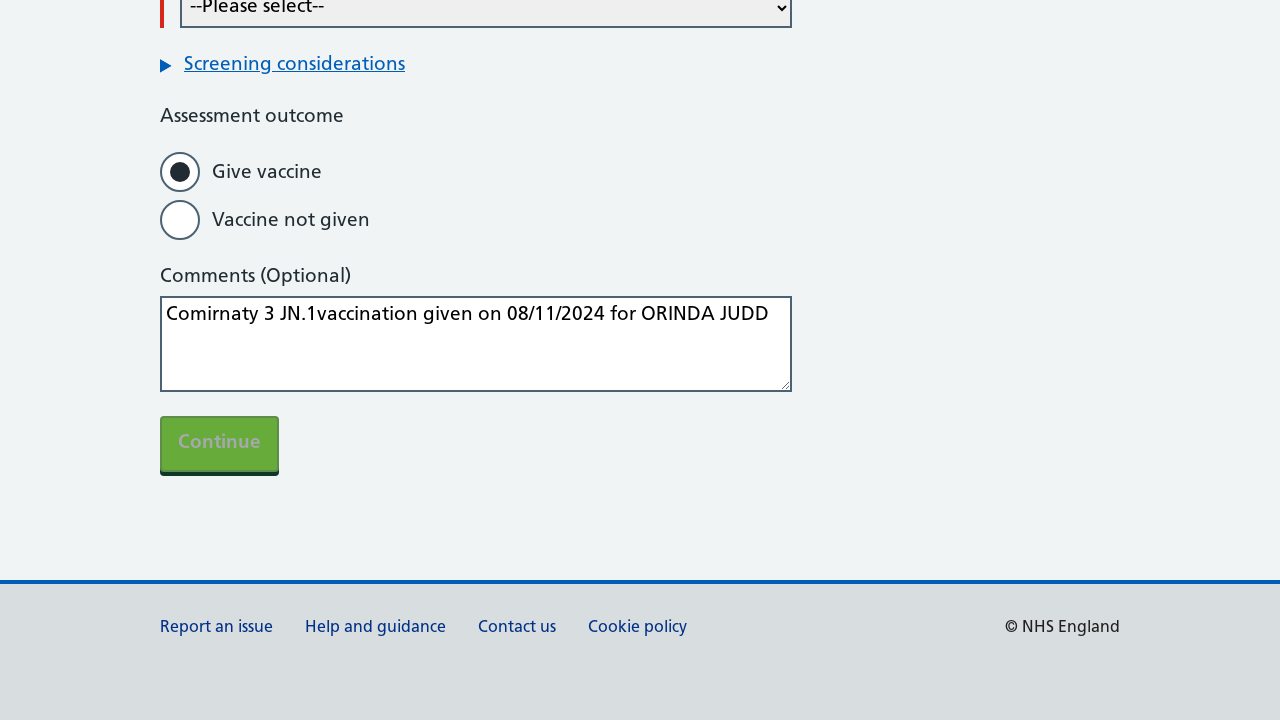 --Please select--
Screening considerations
Assessment outcome
Give vaccine
Vaccine not given
Comments (Optional)
Comirnaty 3 JN.1vaccination given on 08/11/2024 for ORINDA JUDD
Continue
Report an issue Help and guidance Contact us Cookie policy © NHS England